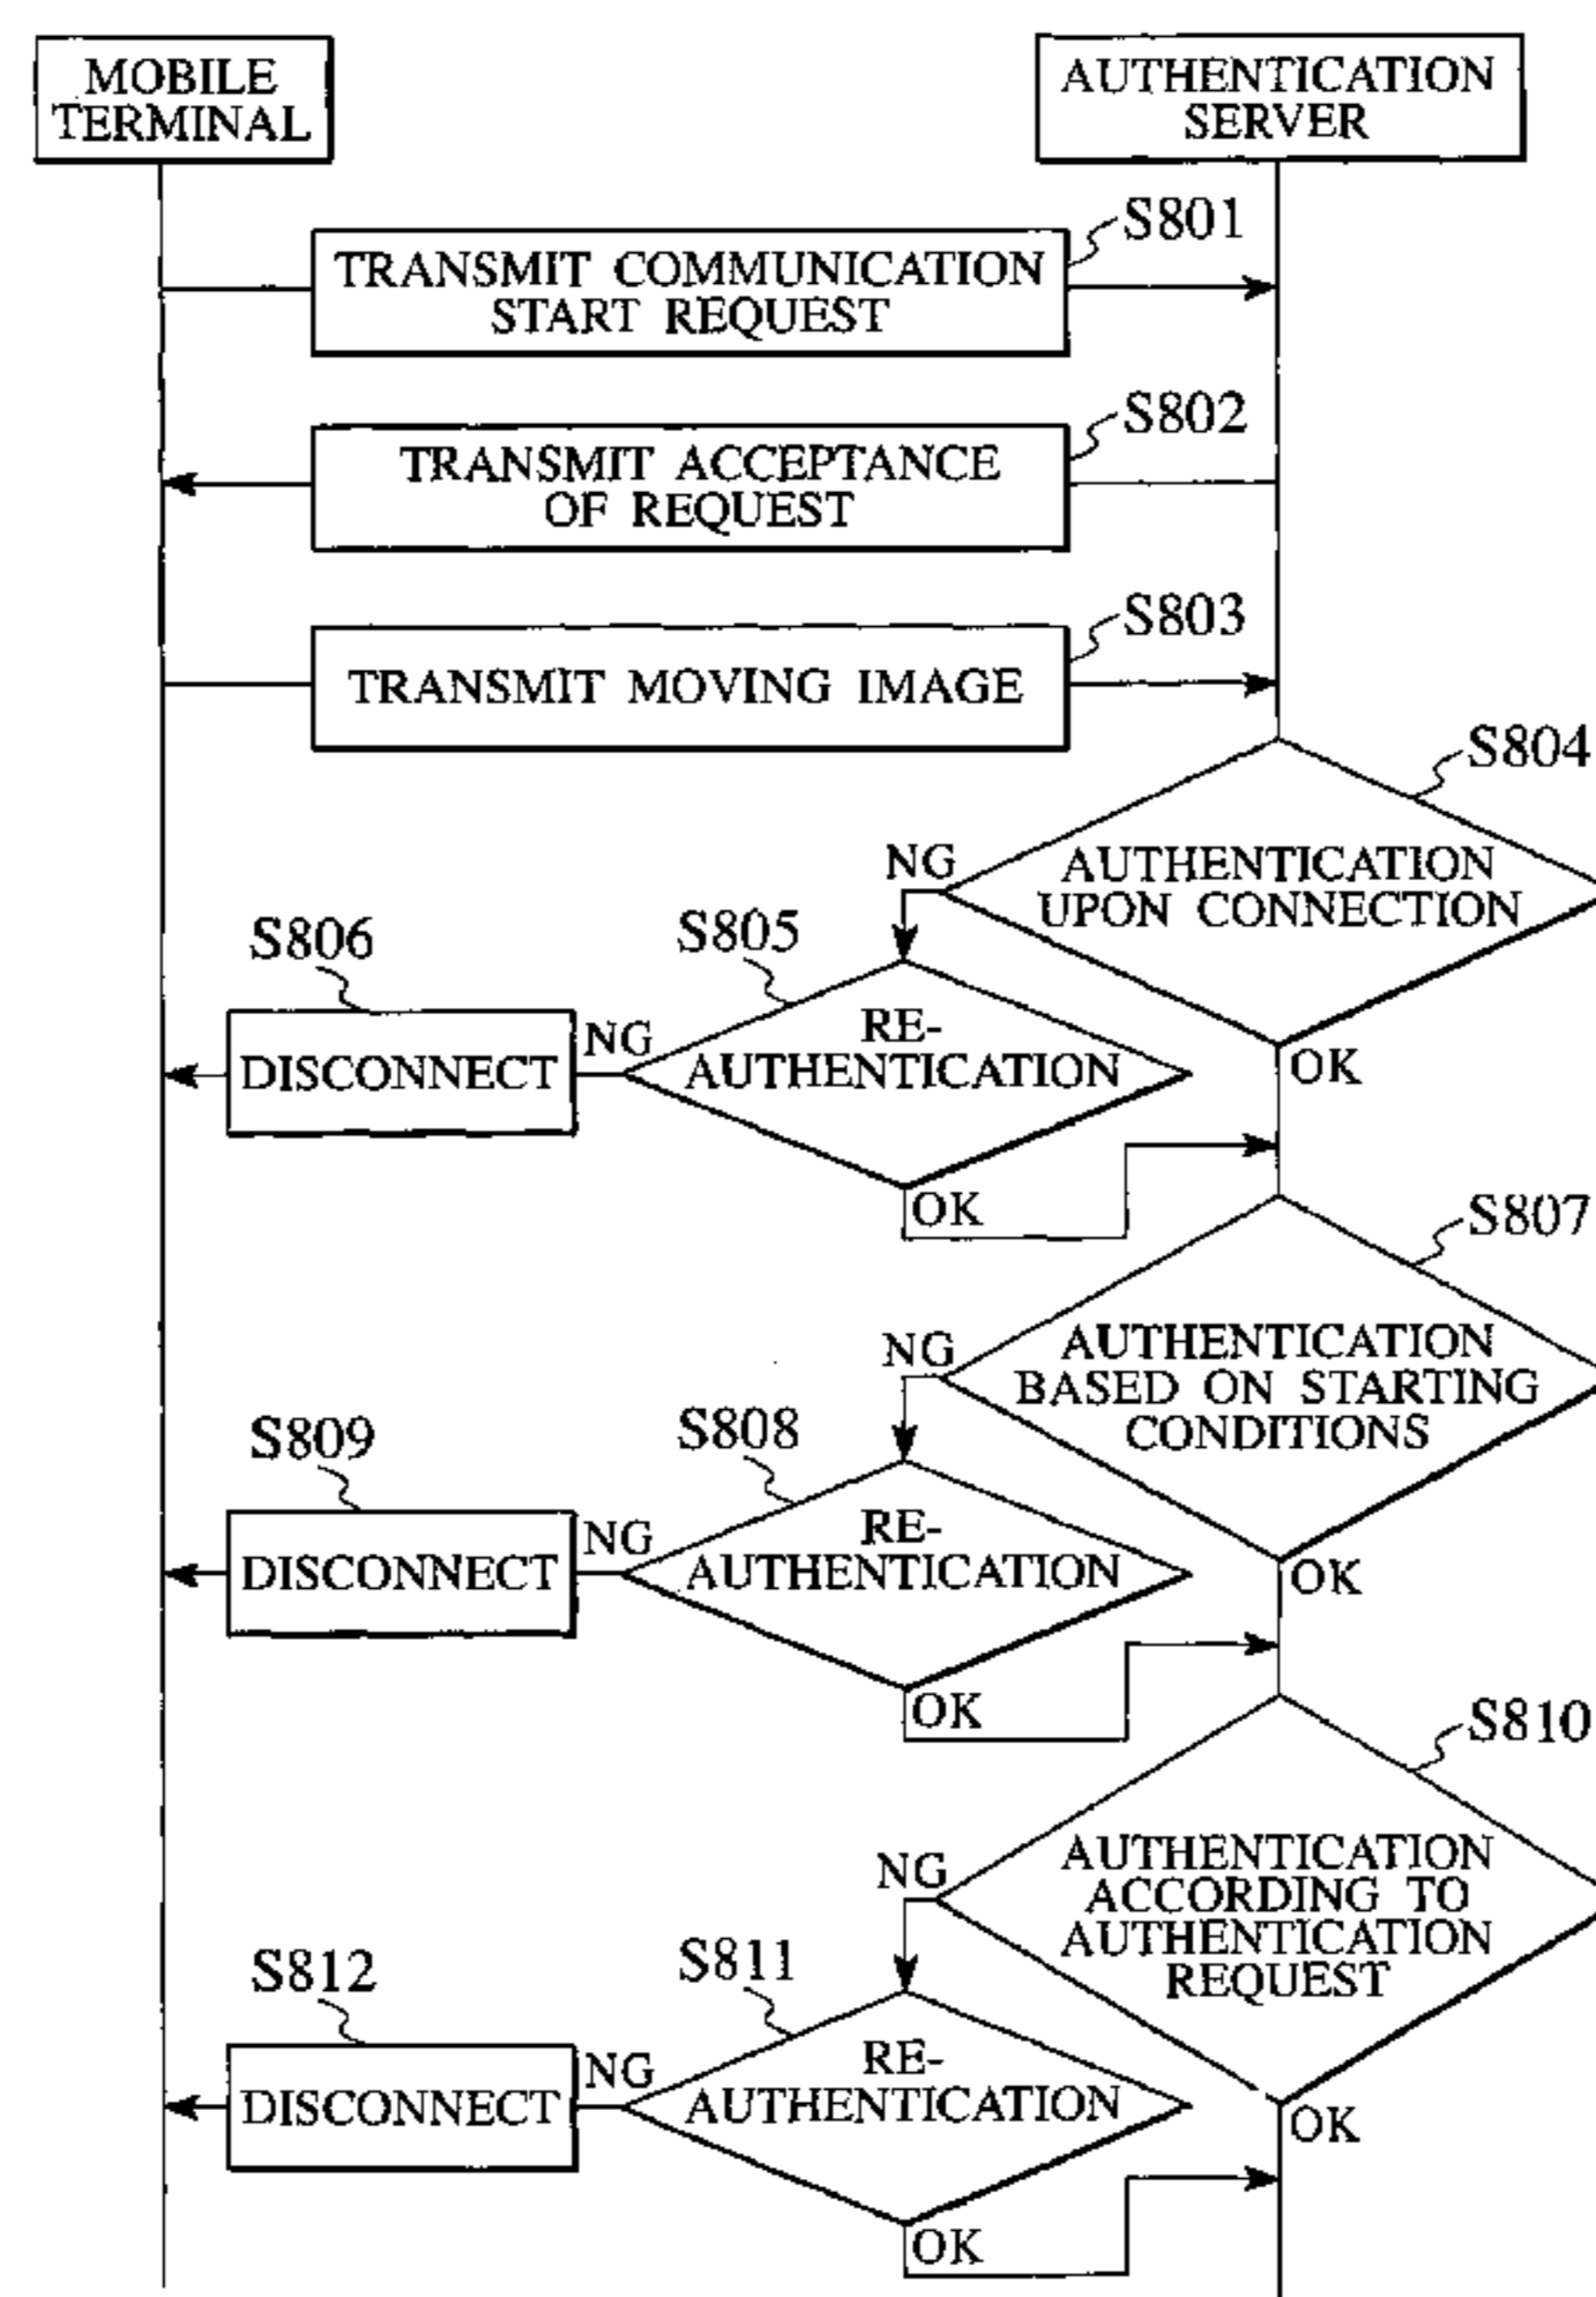 MOBILE
TERMINAL
AUTHENTICATION
SERVER
S801
TRANSMIT COMMUNICATION
START REQUEST
S802
TRANSMIT ACCEPTANCE
OF REQUEST
S803
TRANSMIT MOVING IMAGE
S804
NG
AUTHENTICATION
UPON CONNECTION
OK
S805
RE-
AUTHENTICATION
NG
S806
DISCONNECT
OK
S807
NG
AUTHENTICATION
BASED ON STARTING
CONDITIONS
OK
S808
RE-
AUTHENTICATION
NG
S809
DISCONNECT
OK
S810
NG
AUTHENTICATION
ACCORDING TO
AUTHENTICATION
REQUEST
OK
S811
RE-
AUTHENTICATION
NG
S812
DISCONNECT
OK